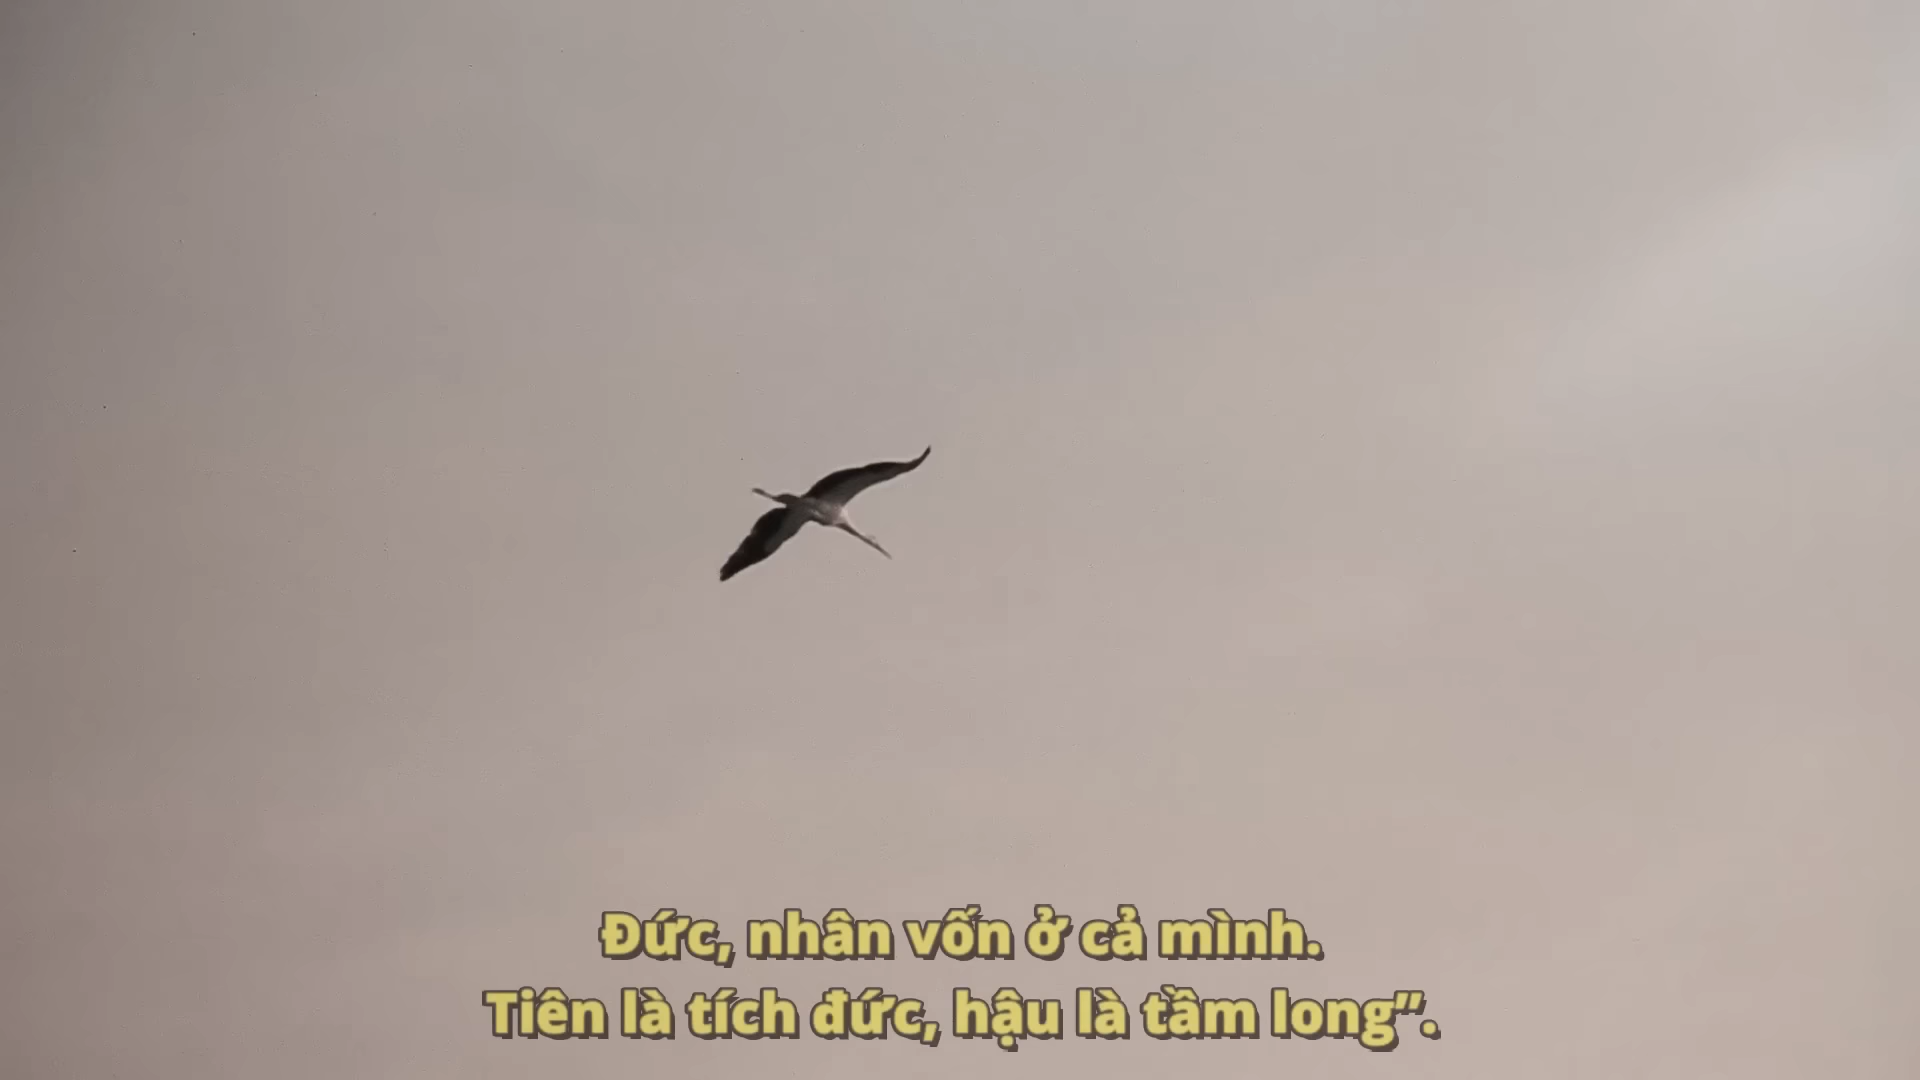 Đức, nhân vốn ở cả mình.
Tiên là tích đức, hậu là tầm long”.